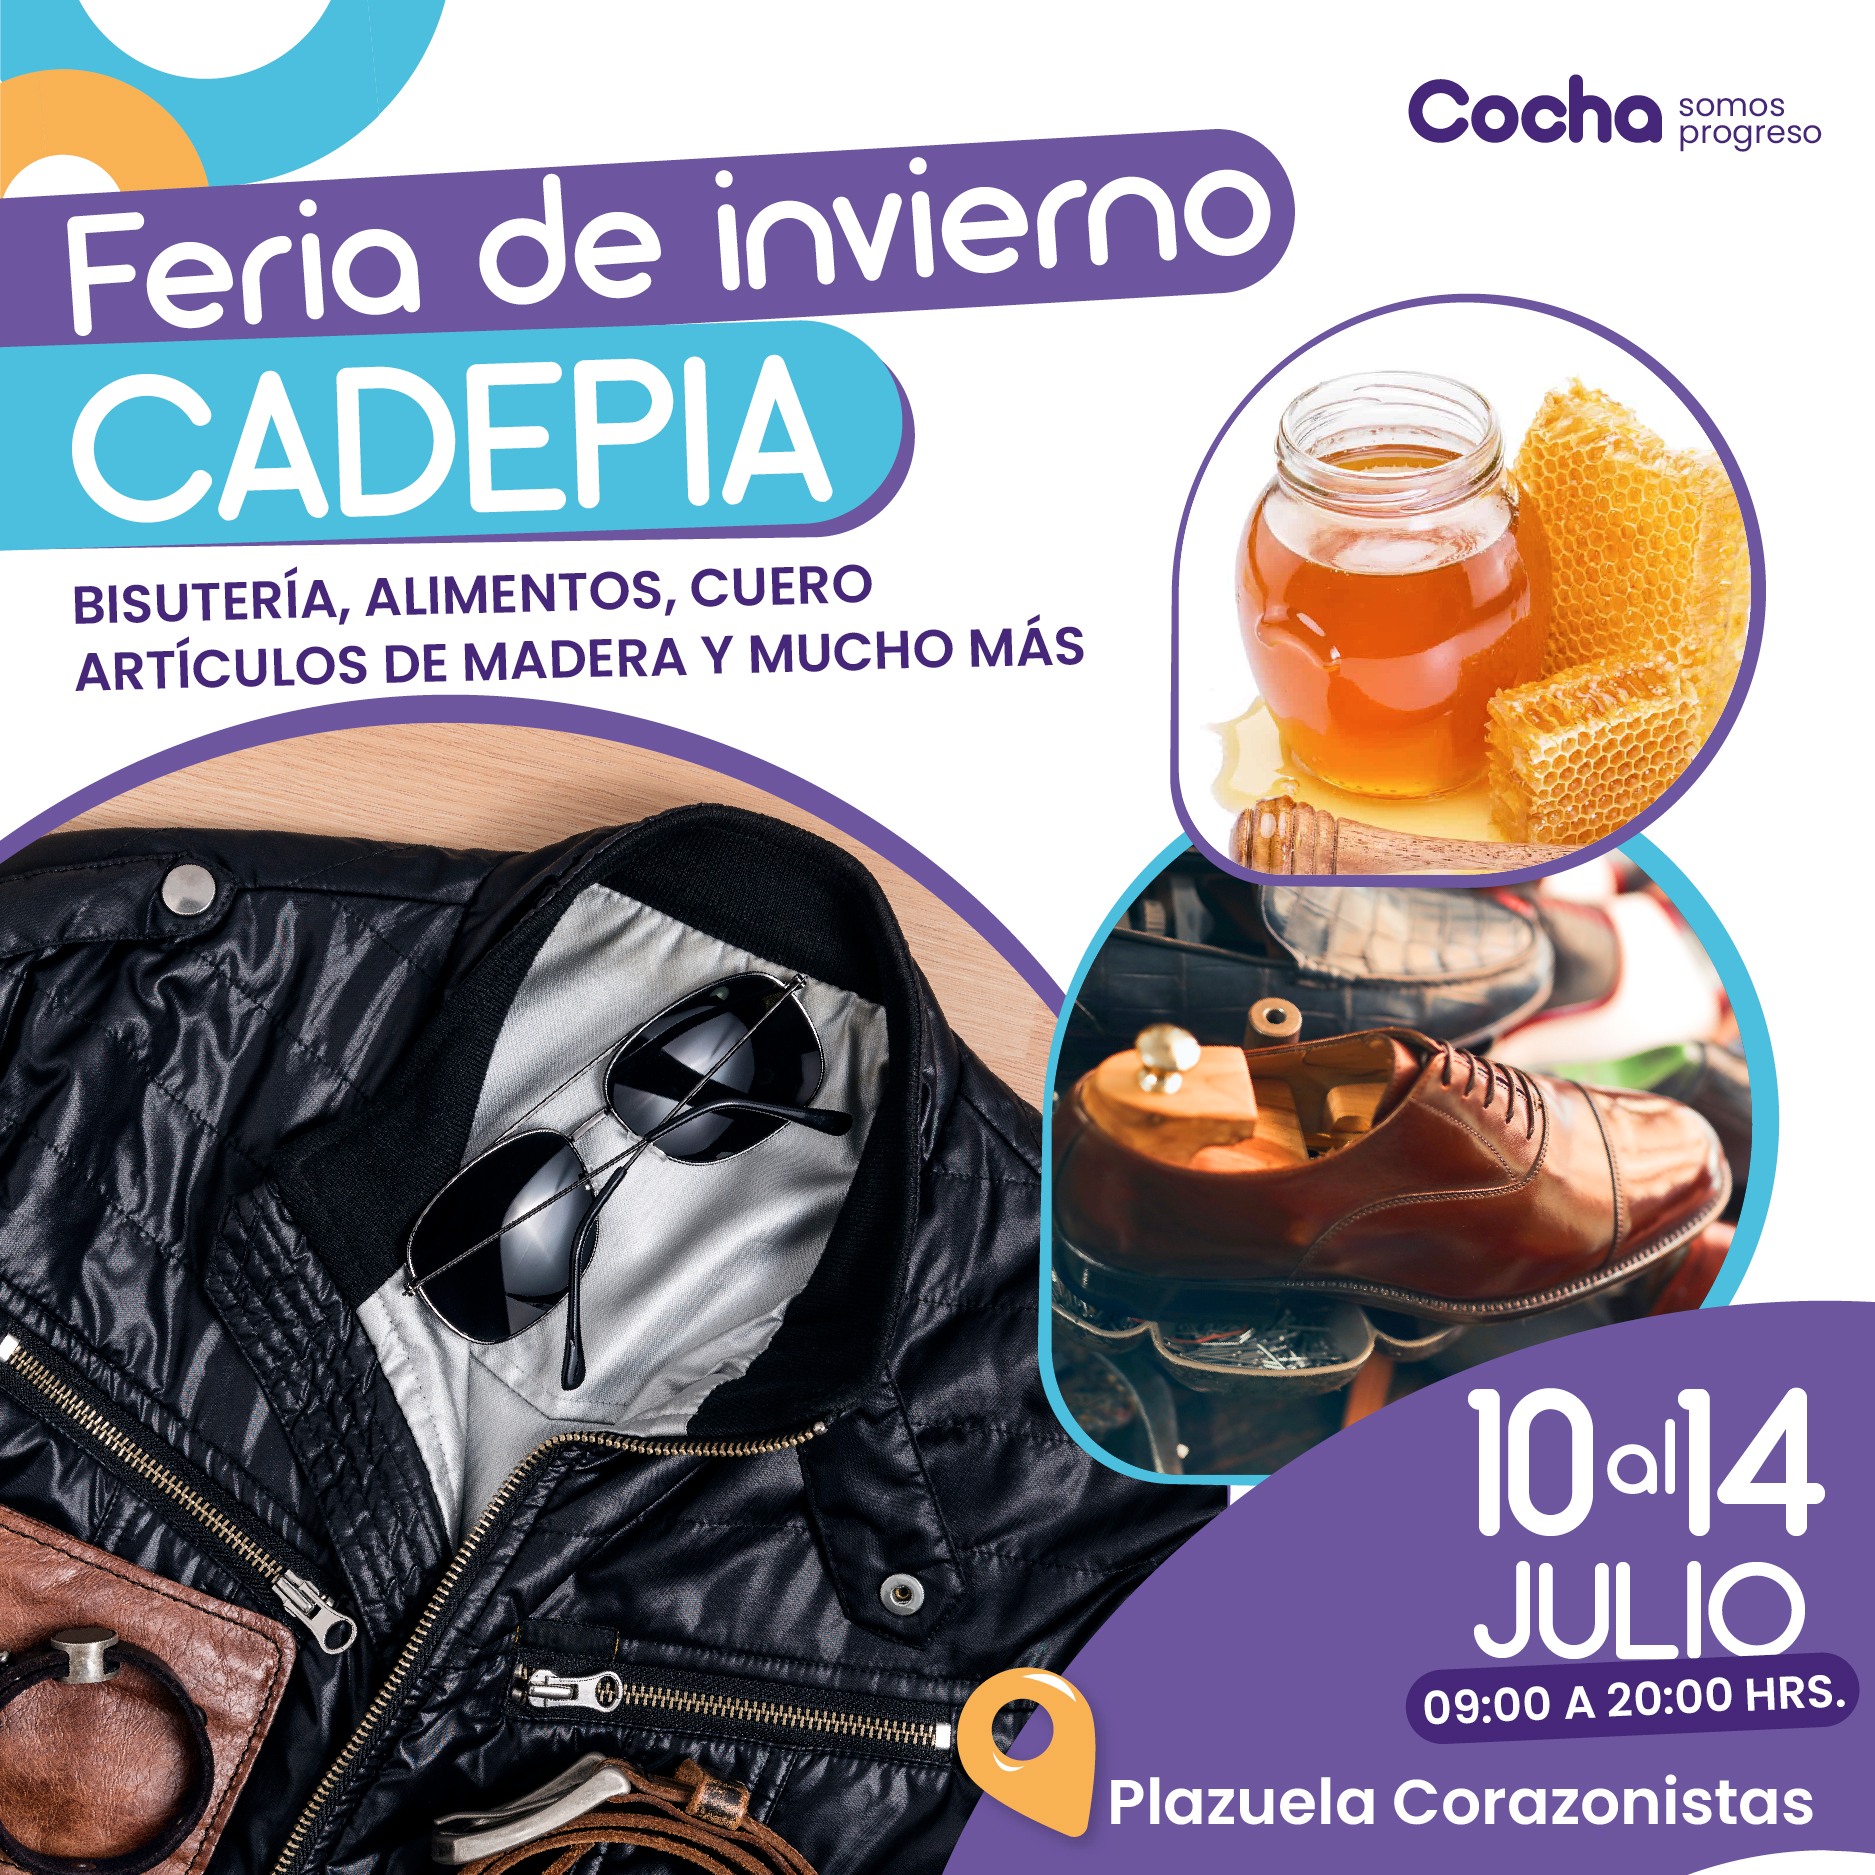 Cocha somos progreso
Feria de invierno
CADEPIA
BISUTERÍA, ALIMENTOS, CUERO
ARTÍCULOS DE MADERA Y MUCHO MÁS
10 al 14
JULIO
09:00 A 20:00 HRS.
Plazuela Corazonistas